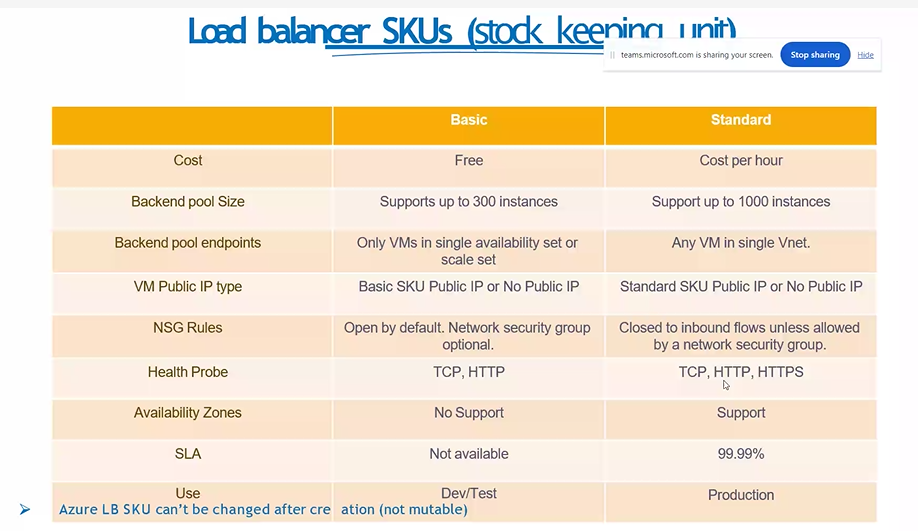 Load balancer SKUs (stock keeping unit)
teams.microsoft.com is sharing your screen.
Stop sharing
Hide
Basic
Standard
Cost
Free
Cost per hour
Backend pool Size
Supports up to 300 instances
Support up to 1000 instances
Backend pool endpoints
Only VMs in single availability set or
scale set
Any VM in single Vnet.
VM Public IP type
Basic SKU Public IP or No Public IP
Standard SKU Public IP or No Public IP
NSG Rules
Open by default. Network security group
optional.
Closed to inbound flows unless allowed
by a network security group.
Health Probe
TCP, HTTP
TCP, HTTP, HTTPS
Availability Zones
No Support
Support
SLA
Not available
99.99%
Use
Dev/Test
Production
Azure LB SKU can't be changed after cre ation (not mutable)